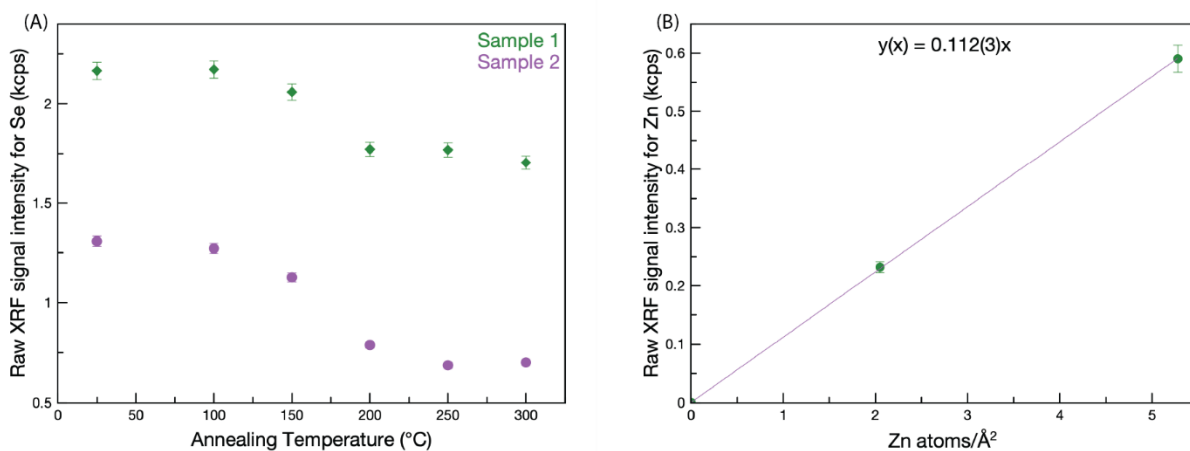 (A)
Sample 1
Sample 2
Raw XRF signal intensity for Se (kcps)
2
1.5
1
0.5
0 50 100 150 200 250 300
Annealing Temperature (°C)
(B)
y(x) = 0.112(3)x
Raw XRF signal intensity for Zn (kcps)
0.6
0.5
0.4
0.3
0.2
0.1
0
0 1 2 3 4 5
Zn atoms/Å²